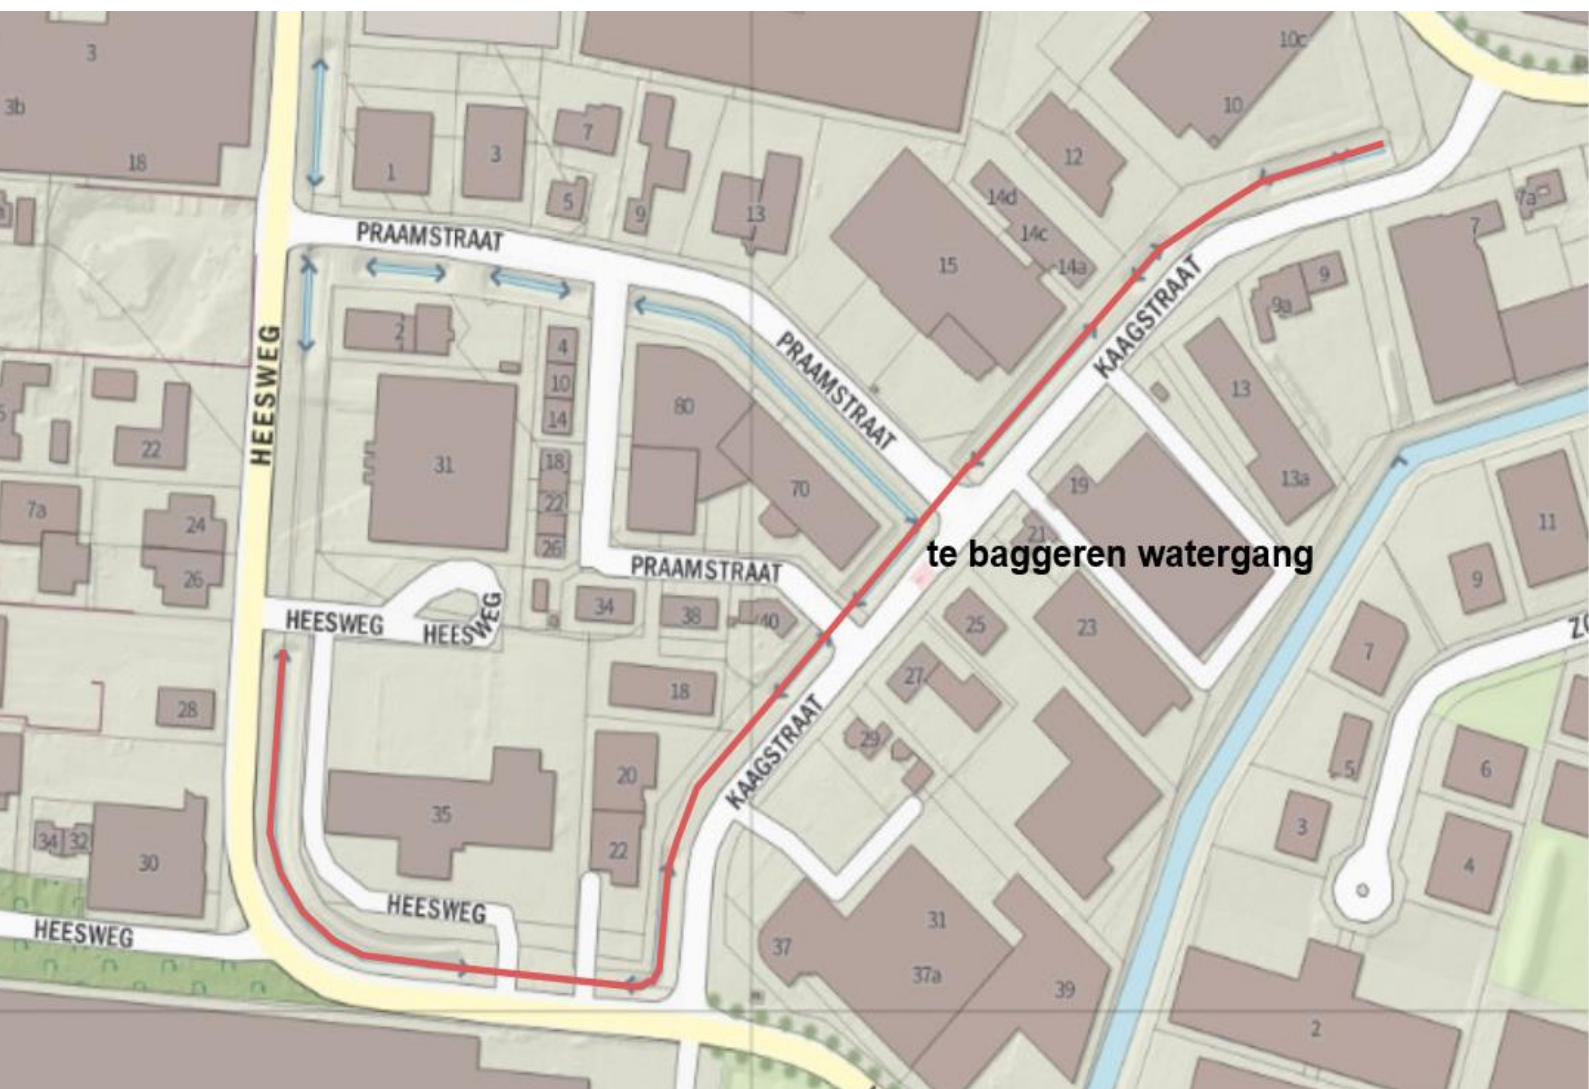 3
3b
18
1
3
7
5
9
13
PRAAMSTRAAT
10c
10
12
14d
14c
14a
15
7a
7
9
9a
KAAGSTRAAT
HEESWEG
2
4
10
14
18
22
26
31
80
70
PRAAMSTRAAT
13
13a
19
21
11
9
22
7a
24
26
te baggeren watergang
PRAAMSTRAAT
34
38
40
HEESWEG
HEESWEG
25
23
27
29
7
5
6
3
4
28
18
20
22
35
KAAGSTRAAT
34
32
30
HEESWEG
HEESWEG
31
37
37a
39
2